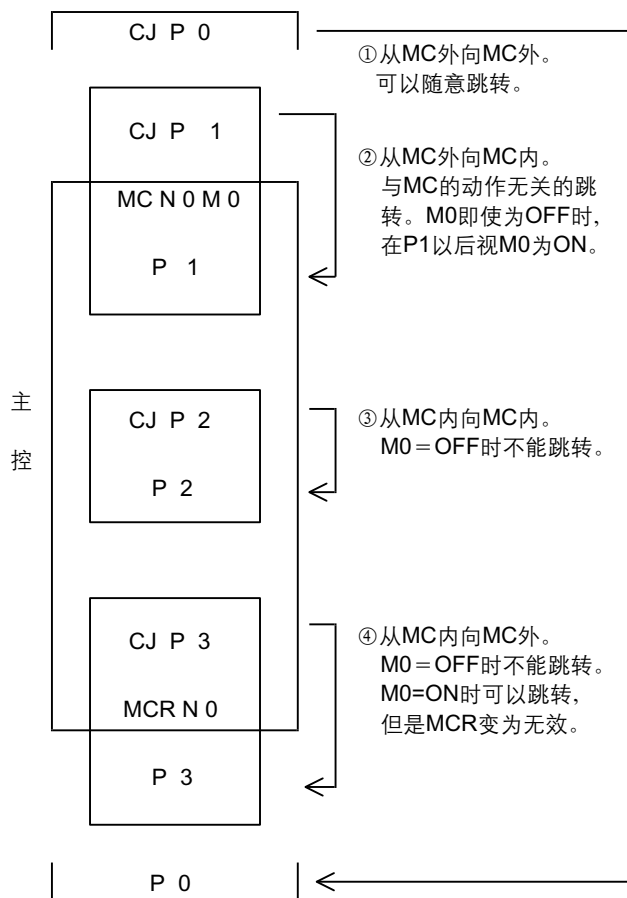 CJ P 0
①从MC外向MC外。
可以随意跳转。
CJ P 1
②从MC外向MC内。
与MC的动作无关的跳
转。M0即使为OFF时,
在P1以后视M0为ON。
MC N 0 M 0
P 1
主
控
CJ P 2
③从MC内向MC内。
M0＝OFF时不能跳转。
P 2
CJ P 3
④从MC内向MC外。
M0＝OFF时不能跳转。
M0=ON时可以跳转,
但是MCR变为无效。
MCR N 0
P 3
P 0